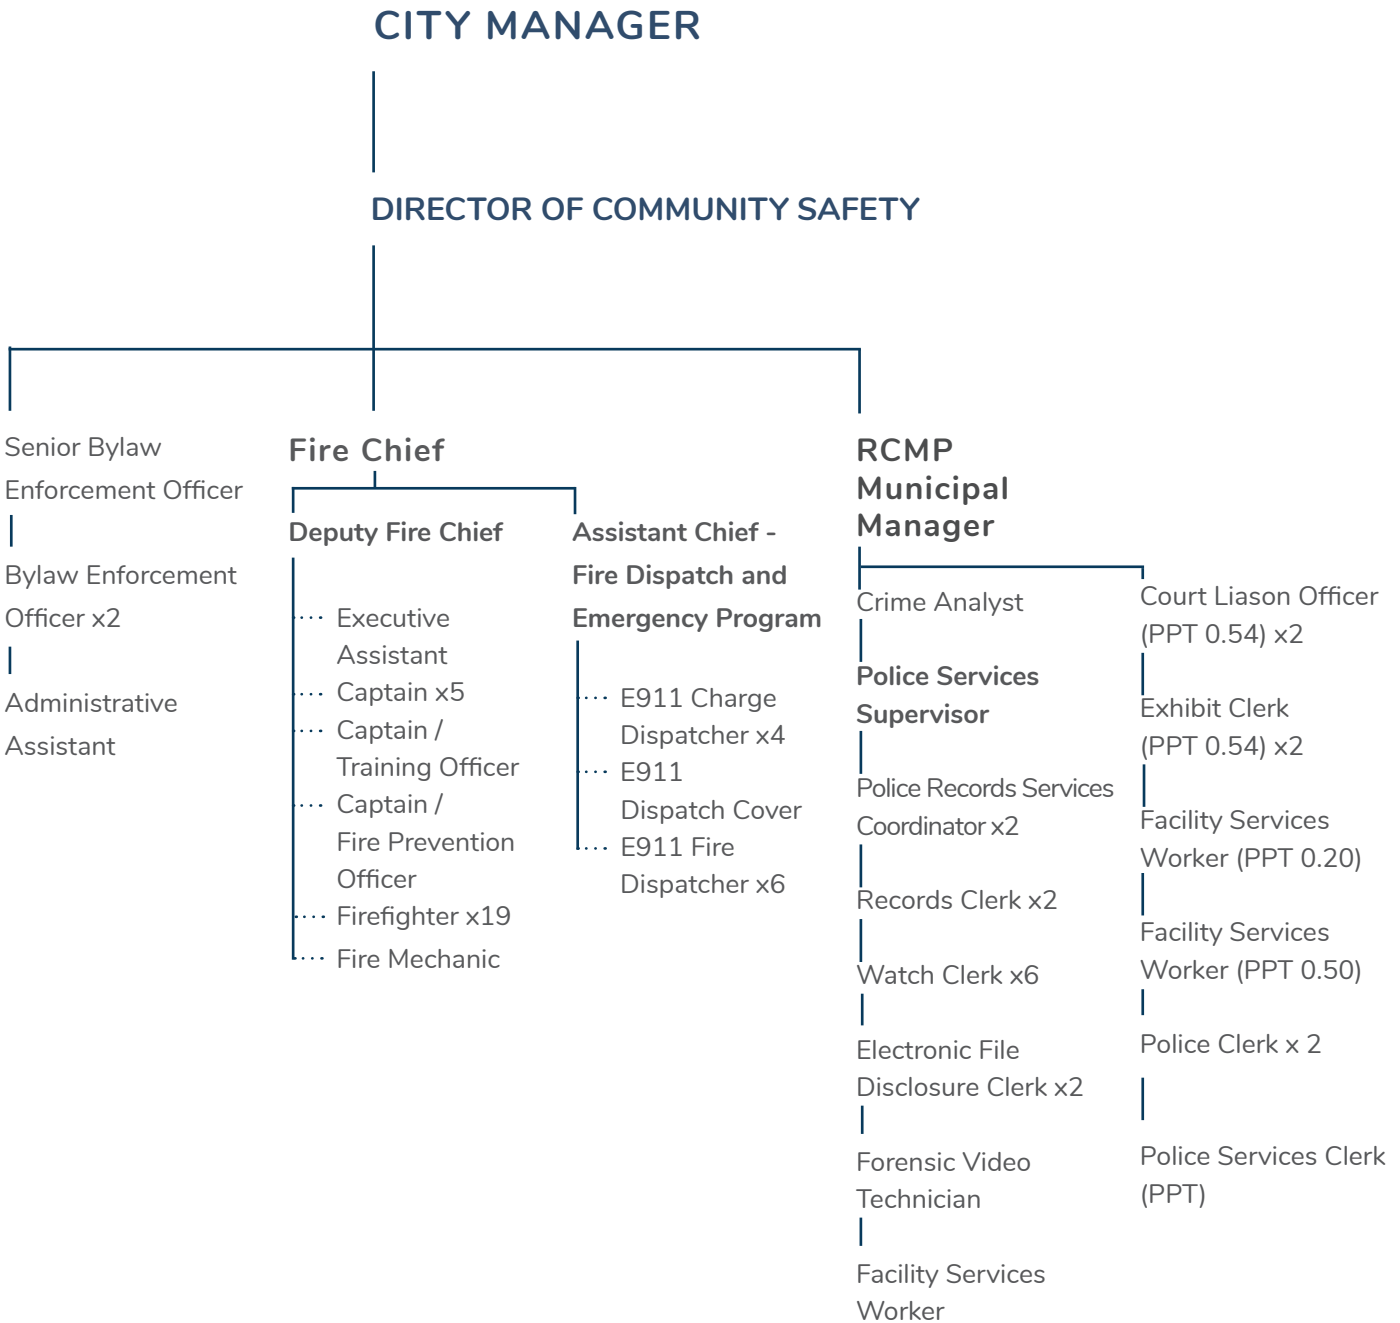 CITY MANAGER
DIRECTOR OF COMMUNITY SAFETY
Senior Bylaw
Enforcement Officer
Bylaw Enforcement
Officer x2
Administrative
Assistant
Fire Chief
Deputy Fire Chief
Executive
Assistant
Captain x5
Captain /
Training Officer
Captain /
Fire Prevention
Officer
Firefighter x19
Fire Mechanic
Assistant Chief -
Fire Dispatch and
Emergency Program
E911 Charge
Dispatcher x4
E911
Dispatch Cover
E911 Fire
Dispatcher x6
RCMP
Municipal
Manager
Crime Analyst
Police Services
Supervisor
Police Records Services
Coordinator x2
Records Clerk x2
Watch Clerk x6
Electronic File
Disclosure Clerk x2
Forensic Video
Technician
Facility Services
Worker
Court Liason Officer
(PPT 0.54) x2
Exhibit Clerk
(PPT 0.54) x2
Facility Services
Worker (PPT 0.20)
Facility Services
Worker (PPT 0.50)
Police Clerk x 2
Police Services Clerk
(PPT)